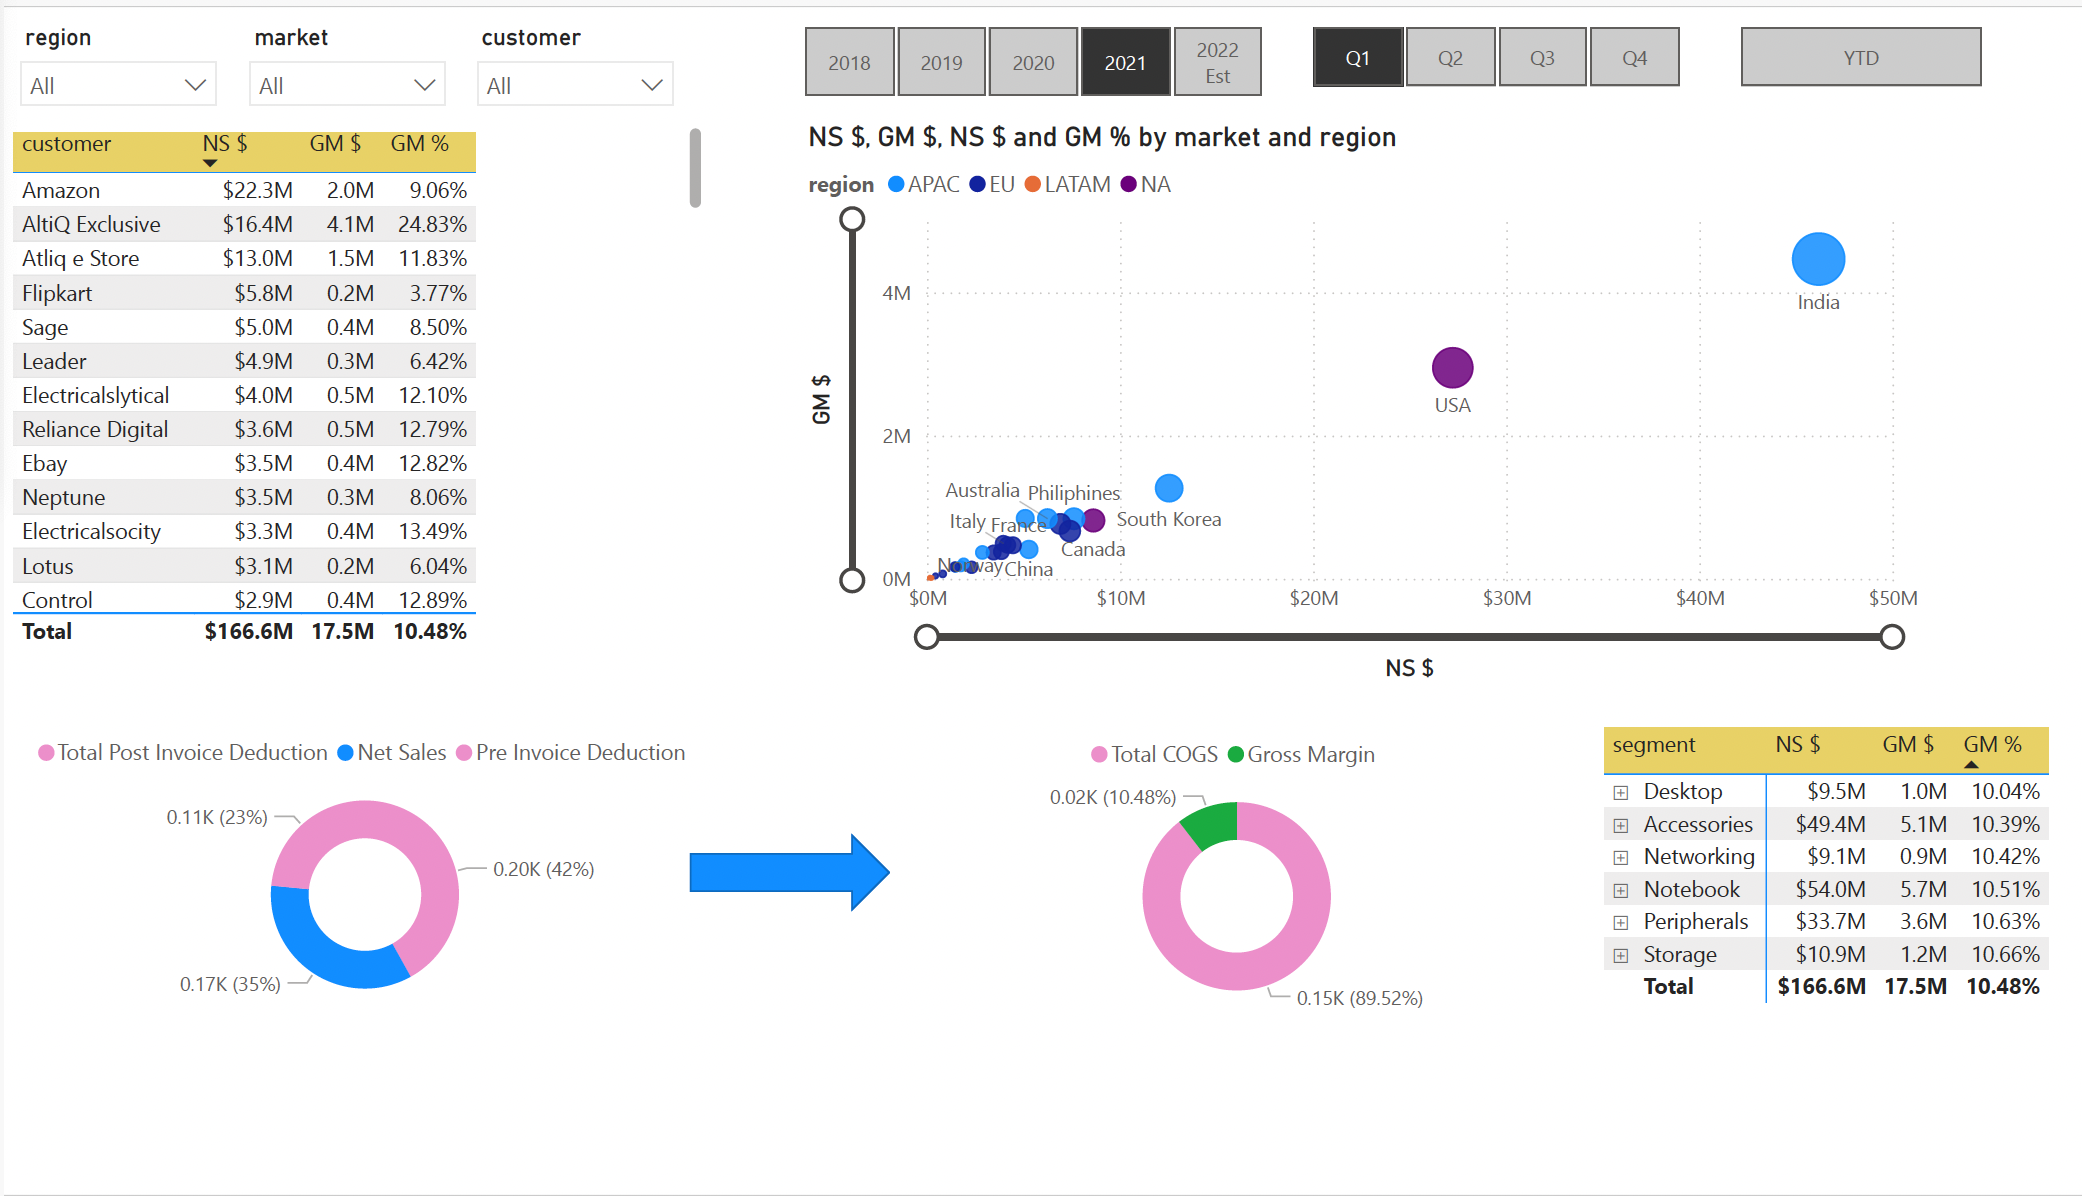 region market customer
All All All
2018 2019 2020 2021 2022 Est Q1 Q2 Q3 Q4 YTD
customer NS $ GM $ GM %
Amazon $22.3M 2.0M 9.06%
AltiQ Exclusive $16.4M 4.1M 24.83%
Atliq e Store $13.0M 1.5M 11.83%
Flipkart $5.8M 0.2M 3.77%
Sage $5.0M 0.4M 8.50%
Leader $4.9M 0.3M 6.42%
Electricalslytical $4.0M 0.5M 12.10%
Reliance Digital $3.6M 0.5M 12.79%
Ebay $3.5M 0.4M 12.82%
Neptune $3.5M 0.3M 8.06%
Electricalsocity $3.3M 0.4M 13.49%
Lotus $3.1M 0.2M 6.04%
Control $2.9M 0.4M 12.89%
Total $166.6M 17.5M 10.48%
NS $, GM $, NS $ and GM % by market and region
region APAC EU LATAM NA
GM $
4M
2M
0M
India
USA
Australia Philiphines
South Korea
Italy France
Canada
Norway China
$0M $10M $20M $30M $40M $50M
NS $
Total Post Invoice Deduction Net Sales Pre Invoice Deduction
0.11K (23%)
0.20K (42%)
0.17K (35%)
Total COGS Gross Margin
0.02K (10.48%)
0.15K (89.52%)
segment NS $ GM $ GM %
Desktop $9.5M 1.0M 10.04%
Accessories $49.4M 5.1M 10.39%
Networking $9.1M 0.9M 10.42%
Notebook $54.0M 5.7M 10.51%
Peripherals $33.7M 3.6M 10.63%
Storage $10.9M 1.2M 10.66%
Total $166.6M 17.5M 10.48%